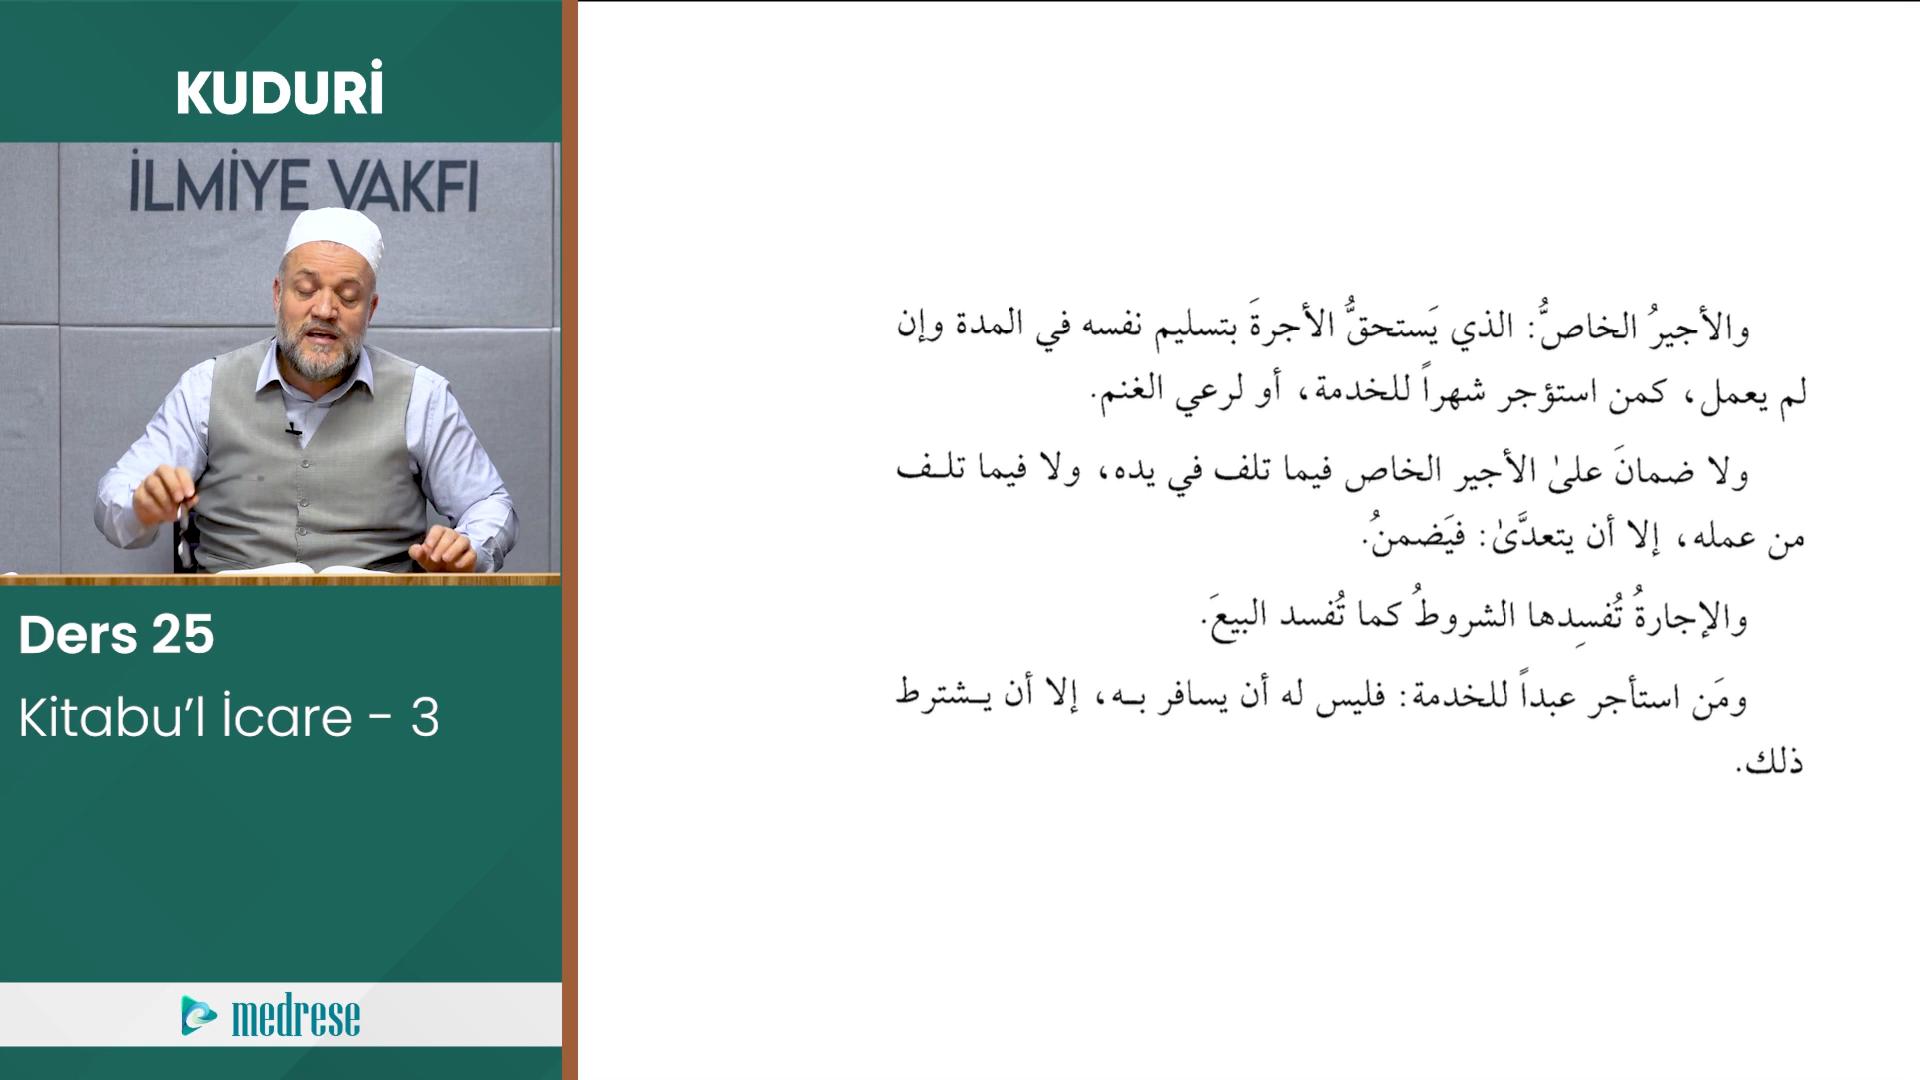 KUDURİ
İLMİYE VAKFI
Ders 25
Kitabu’l İcare - 3
medrese
والأجيرُ الخاصُّ: الذي يَستحقُّ الأجرةَ بتسليم نفسه في المدة وإن
لم يعمل، كمن استؤجر شهراً للخدمة، أو لرعي الغنم.
ولا ضمانَ علىٰ الأجير الخاص فيما تلف في يده، ولا فيما تلـف
من عمله، إلا أن يتعدَّىٰ: فيَضمنُ.
والإجارةُ تُفسِدها الشروطُ كما تُفسد البيعَ.
ومَن استأجر عبداً للخدمة: فليس له أن يسافر بـه، إلا أن يـشترط
ذلك.